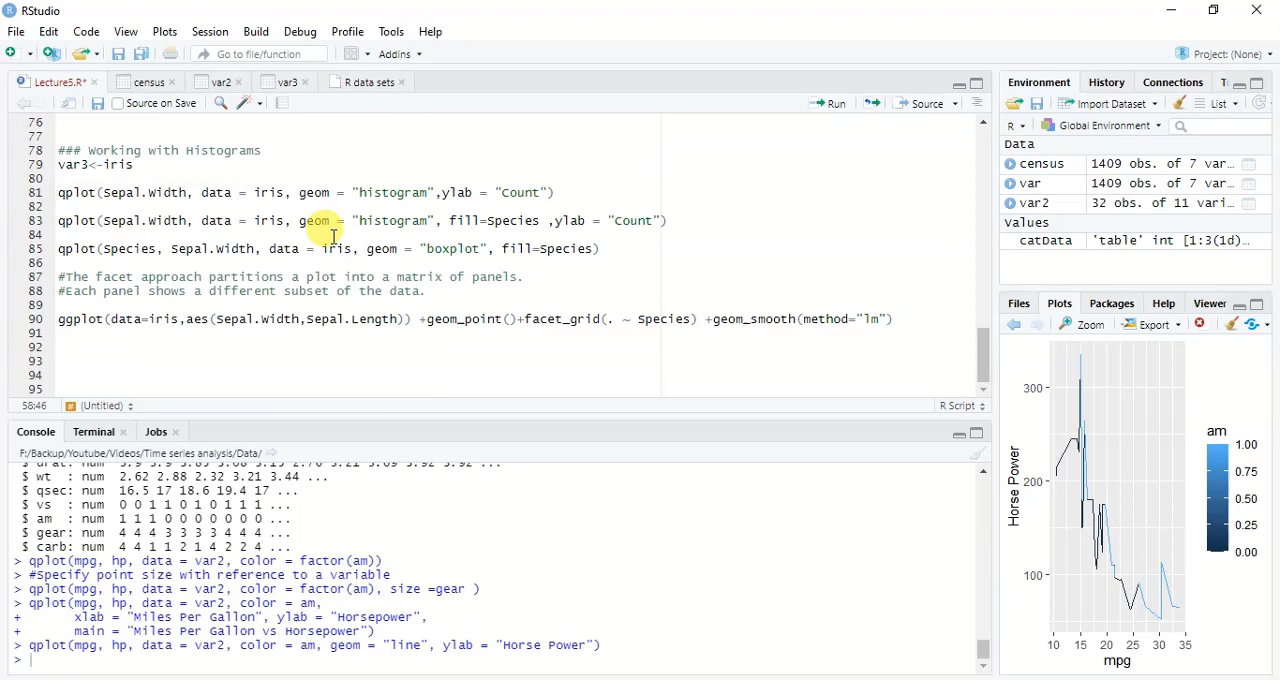 RStudio
File Edit Code View Plots Session Build Debug Profile Tools Help
Go to file/function Addins Project: (None)
Lecture5.R* census var2 var3 R data sets
Source on Save Run Source
76
77
78 ### Working with Histograms
79 var3<-iris
80
81 qplot(Sepal.Width, data = iris, geom = "histogram",ylab = "Count")
82
83 qplot(Sepal.Width, data = iris, geom = "histogram", fill=Species ,ylab = "Count")
84
85 qplot(Species, Sepal.Width, data = iris, geom = "boxplot", fill=Species)
86
87 #The facet approach partitions a plot into a matrix of panels.
88 #Each panel shows a different subset of the data.
89
90 ggplot(data=iris,aes(Sepal.Width,Sepal.Length)) +geom_point()+facet_grid(. ~ Species) +geom_smooth(method="lm")
91
92
93
94
95
58:46 (Untitled) R Script
Console Terminal Jobs
F:/Backup/Youtube/Videos/Time series analysis/Data/
$ wt : num 2.62 2.88 2.32 3.21 3.44 ...
$ qsec: num 16.5 17 18.6 19.4 17 ...
$ vs : num 0 0 1 1 0 1 0 1 1 1 ...
$ am : num 1 1 1 0 0 0 0 0 0 0 ...
$ gear: num 4 4 4 3 3 3 3 4 4 4 ...
$ carb: num 4 4 1 1 2 1 4 2 2 4 ...
> qplot(mpg, hp, data = var2, color = factor(am))
> #Specify point size with reference to a variable
> qplot(mpg, hp, data = var2, color = factor(am), size =gear )
> qplot(mpg, hp, data = var2, color = am,
+ xlab = "Miles Per Gallon", ylab = "Horsepower",
+ main = "Miles Per Gallon vs Horsepower")
> qplot(mpg, hp, data = var2, color = am, geom = "line", ylab = "Horse Power")
>
Environment History Connections
Import Dataset List
R Global Environment
Data
census 1409 obs. of 7 var...
var 1409 obs. of 7 var...
var2 32 obs. of 11 vari...
values
catData 'table' int [1:3(1d)...
Files Plots Packages Help Viewer
Zoom Export
300
200
100
Horse Power
10 15 20 25 30 35
mpg
am
1.00
0.75
0.50
0.25
0.00